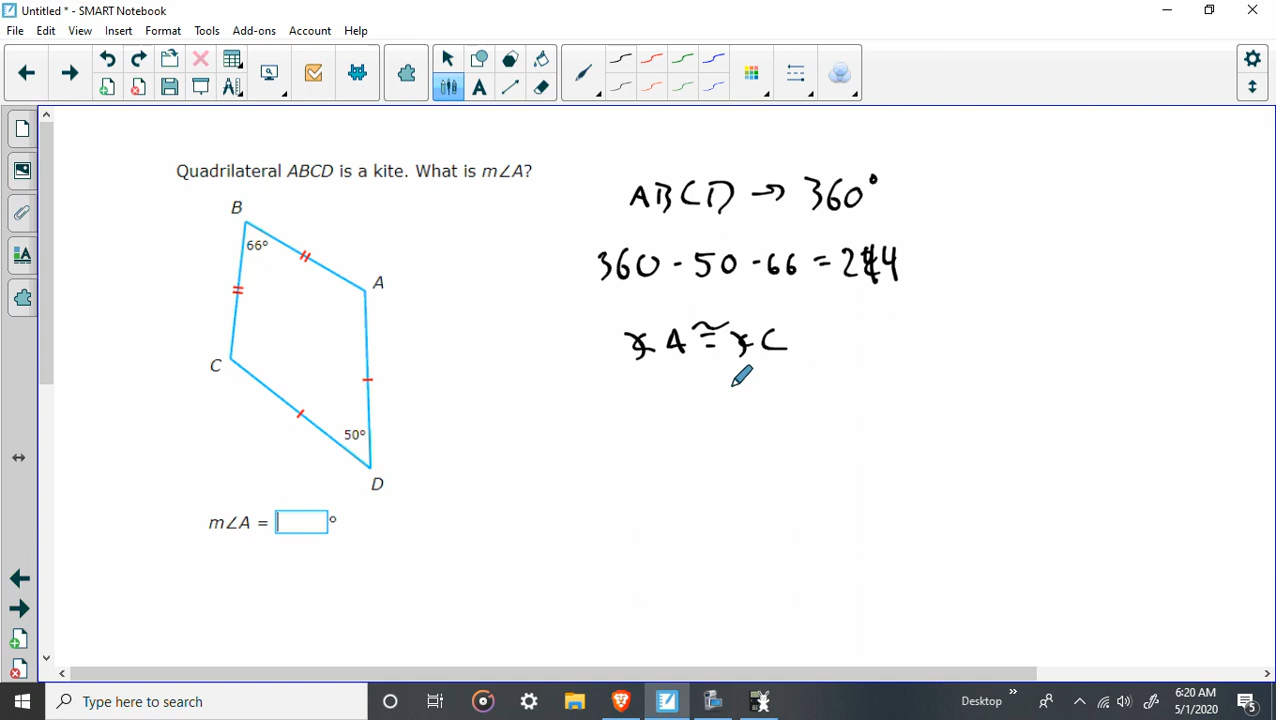 Untitled * - SMART Notebook
File Edit View Insert Format Tools Add-ons Account Help
Quadrilateral ABCD is a kite. What is m∠A?
B
66°
A
C
50°
D
m∠A = °
ABCD → 360°
360 - 50 - 66 = 244
∡ A ≅ ∡ C
Type here to search
Desktop
6:20 AM
5/1/2020
5